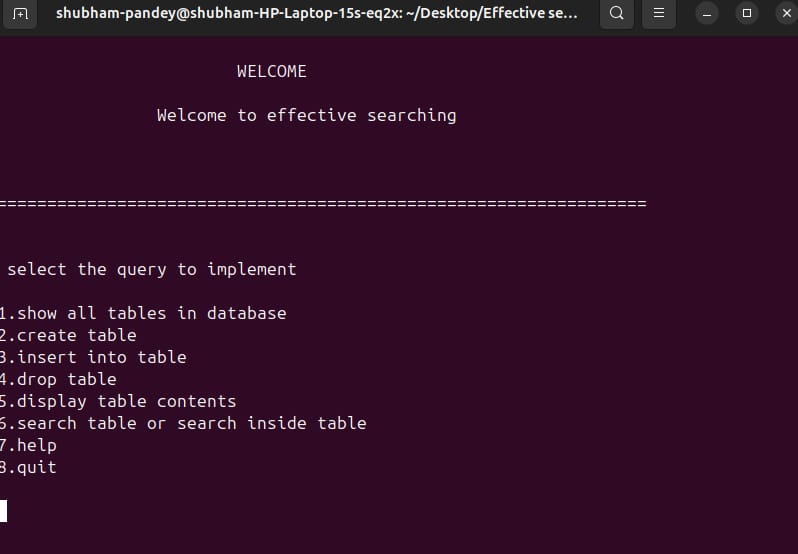 shubham-pandey@shubham-HP-Laptop-15s-eq2x: ~/Desktop/Effective se...
WELCOME
Welcome to effective searching
=================================================================
select the query to implement
1.show all tables in database
2.create table
3.insert into table
4.drop table
5.display table contents
6.search table or search inside table
7.help
8.quit